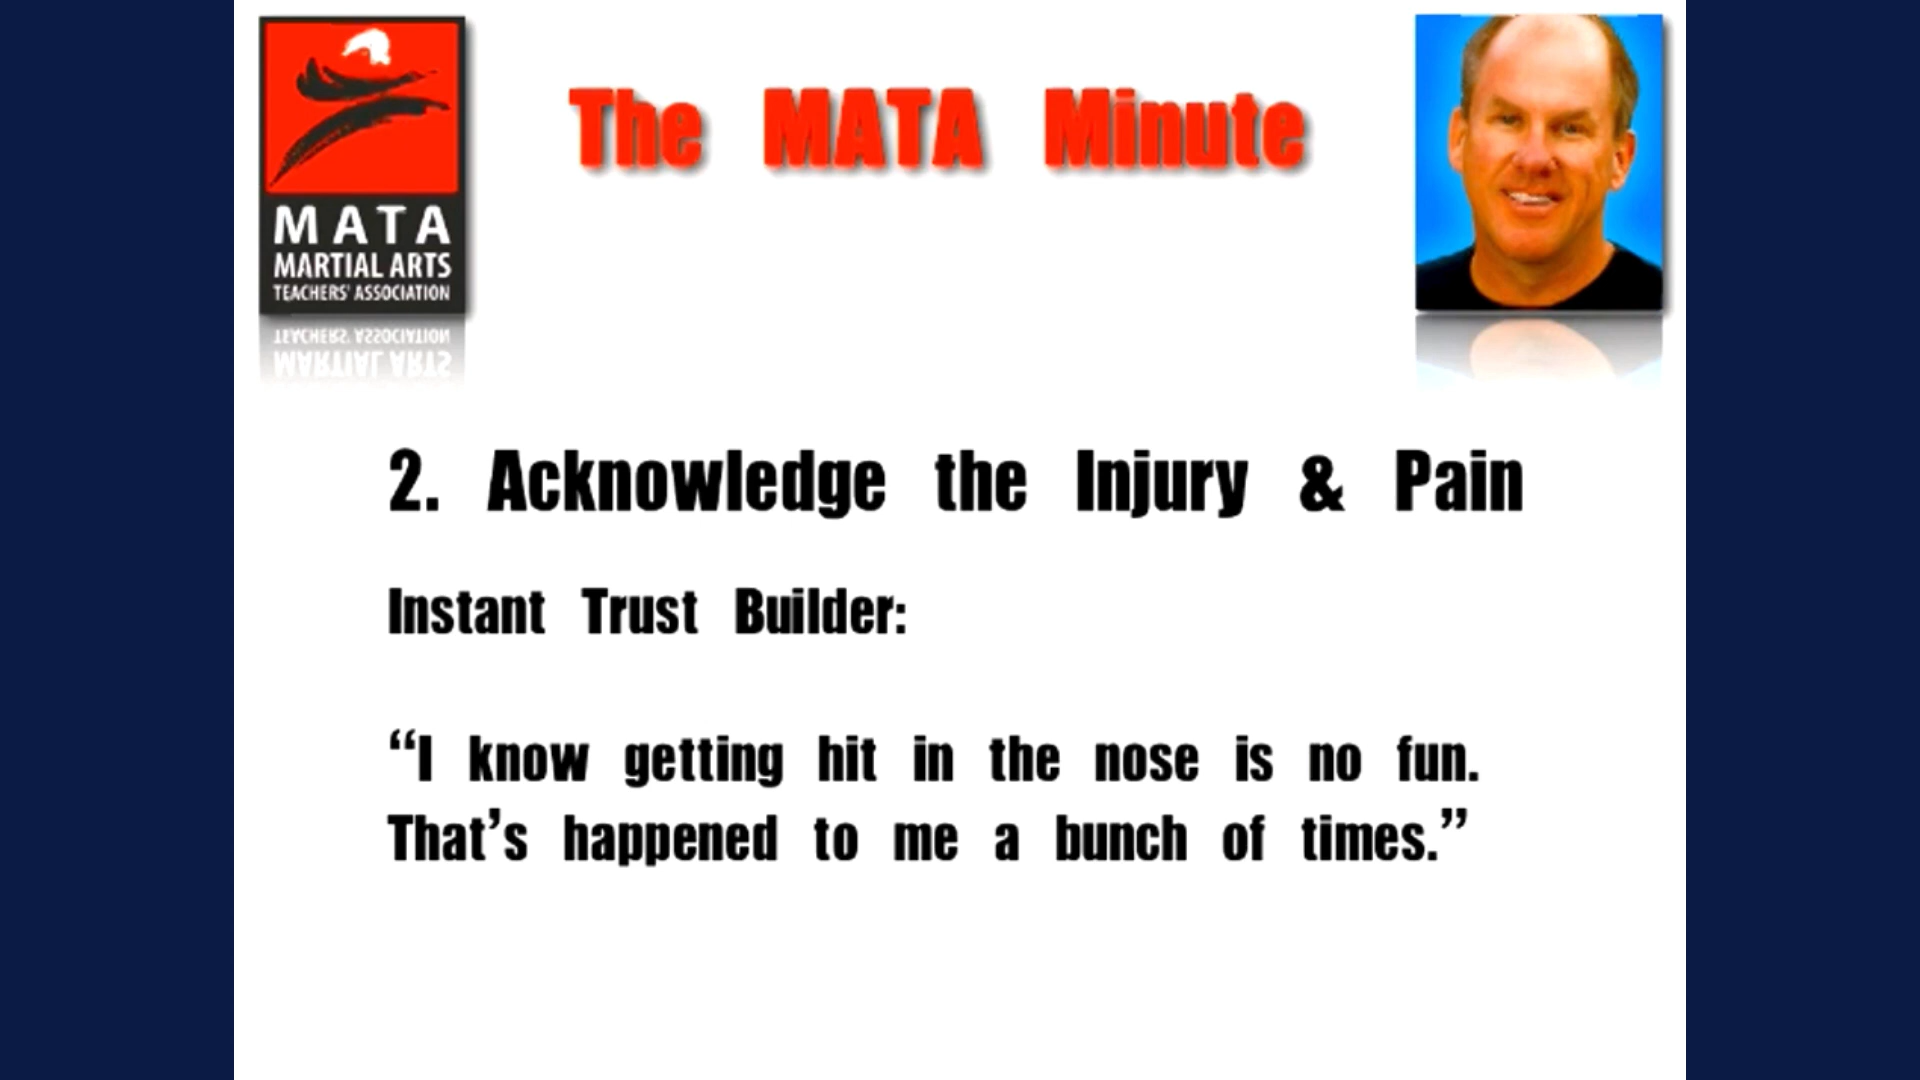 The MATA Minute
MATA
MARTIAL ARTS
TEACHERS' ASSOCIATION
2. Acknowledge the Injury & Pain
Instant Trust Builder:
“I know getting hit in the nose is no fun.
That’s happened to me a bunch of times.”